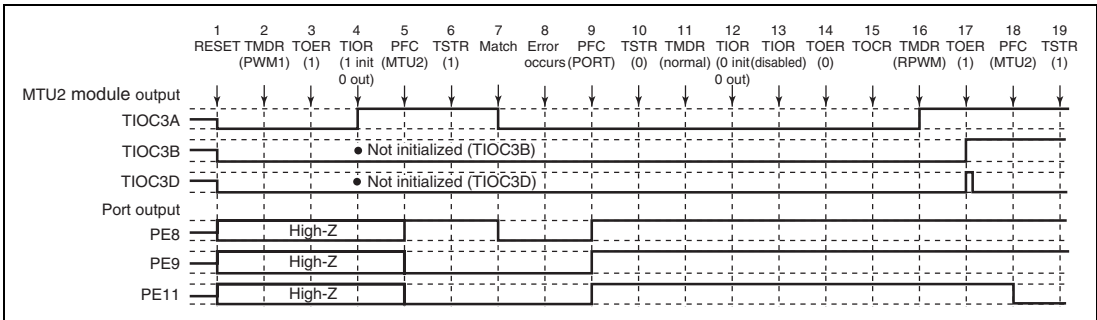 1 2 3 4 5 6 7 8 9 10 11 12 13 14 15 16 17 18 19
RESET TMDR TOER TIOR PFC TSTR Match Error PFC TSTR TMDR TIOR TIOR TOER TOCR TMDR TOER PFC TSTR
(PWM1) (1) (1 init (MTU2) (1) occurs (PORT) (0) (normal) (0 init (disabled) (0) (RPWM) (1) (MTU2) (1)
0 out) 0 out)
MTU2 module output
TIOC3A
TIOC3B • Not initialized (TIOC3B)
TIOC3D • Not initialized (TIOC3D)
Port output
PE8 High-Z
PE9 High-Z
PE11 High-Z